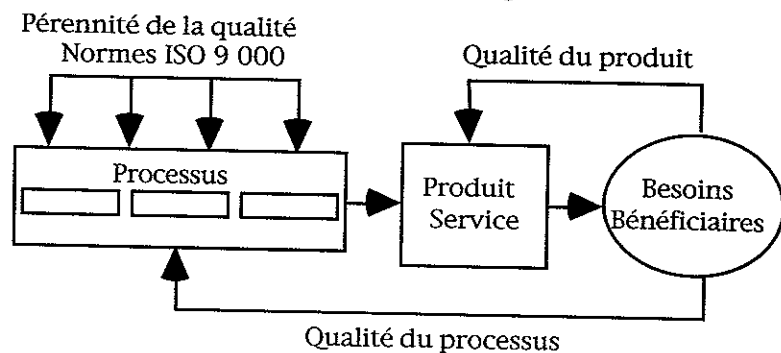 Pérennité de la qualité
Normes ISO 9 000
Qualité du produit
Processus
Produit
Service
Besoins
Bénéficiaires
Qualité du processus